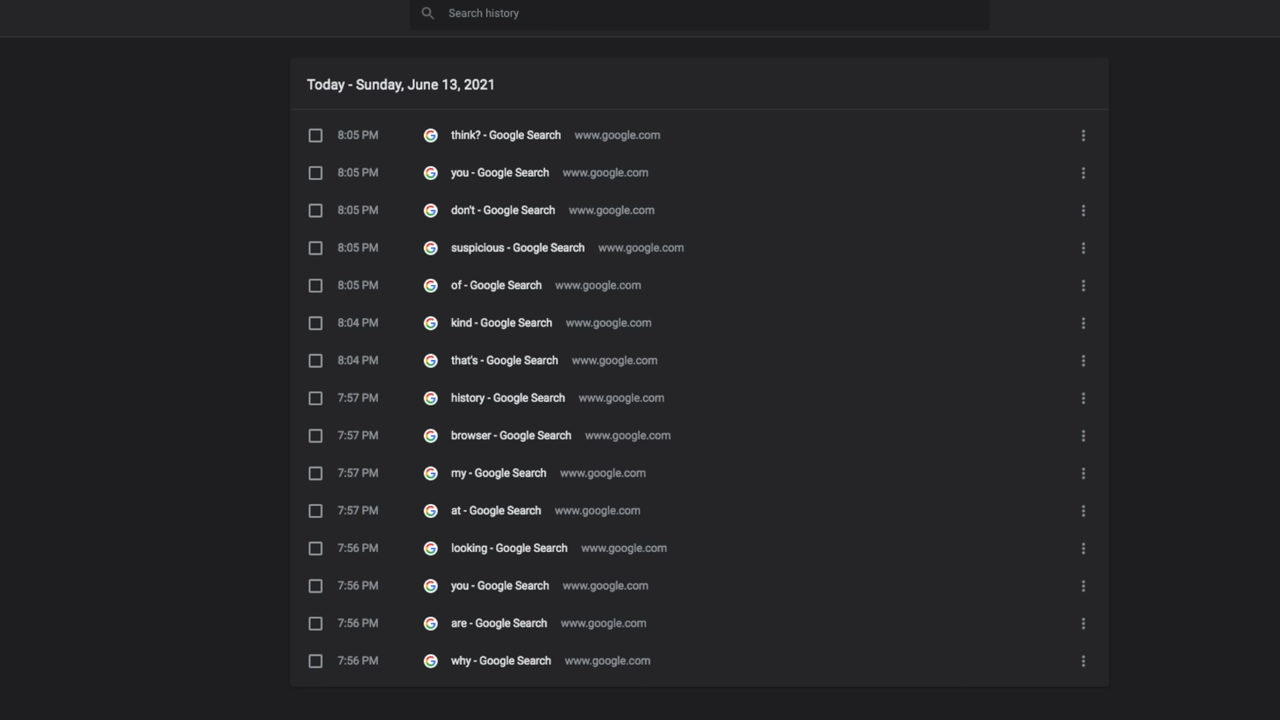 Search history
Today - Sunday, June 13, 2021
8:05 PM think? - Google Search www.google.com
8:05 PM you - Google Search www.google.com
8:05 PM don't - Google Search www.google.com
8:05 PM suspicious - Google Search www.google.com
8:05 PM of - Google Search www.google.com
8:04 PM kind - Google Search www.google.com
8:04 PM that's - Google Search www.google.com
7:57 PM history - Google Search www.google.com
7:57 PM browser - Google Search www.google.com
7:57 PM my - Google Search www.google.com
7:57 PM at - Google Search www.google.com
7:56 PM looking - Google Search www.google.com
7:56 PM you - Google Search www.google.com
7:56 PM are - Google Search www.google.com
7:56 PM why - Google Search www.google.com